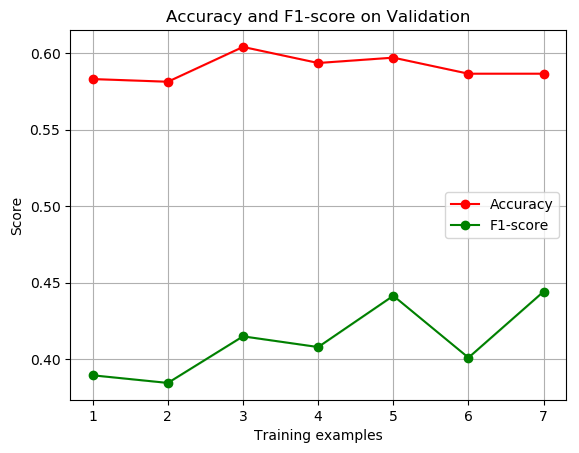 Accuracy and F1-score on Validation
0.60
0.55
0.50
0.45
0.40
Score
Accuracy
F1-score
1 2 3 4 5 6 7
Training examples